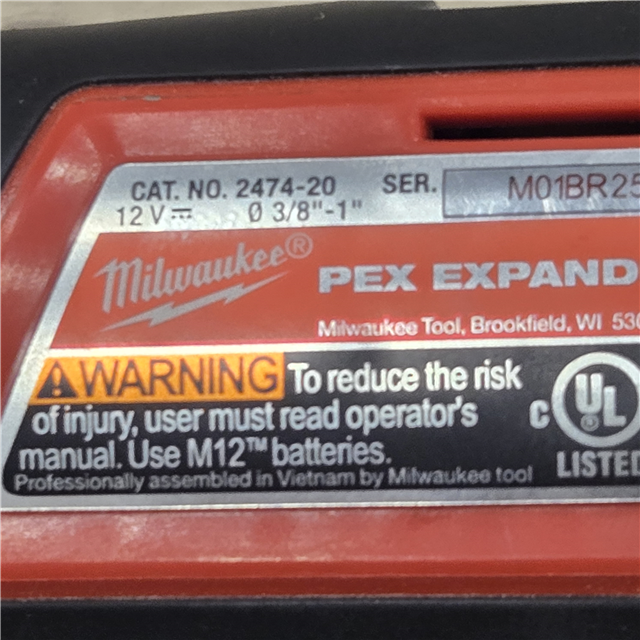 CAT. NO. 2474-20 SER. M01BR25
12 V⎓ Ø 3/8"-1"
Milwaukee® PEX EXPAND
Milwaukee Tool, Brookfield, WI 530
⚠WARNING To reduce the risk
of injury, user must read operator's
manual. Use M12™ batteries.
Professionally assembled in Vietnam by Milwaukee tool
C UL® LISTED